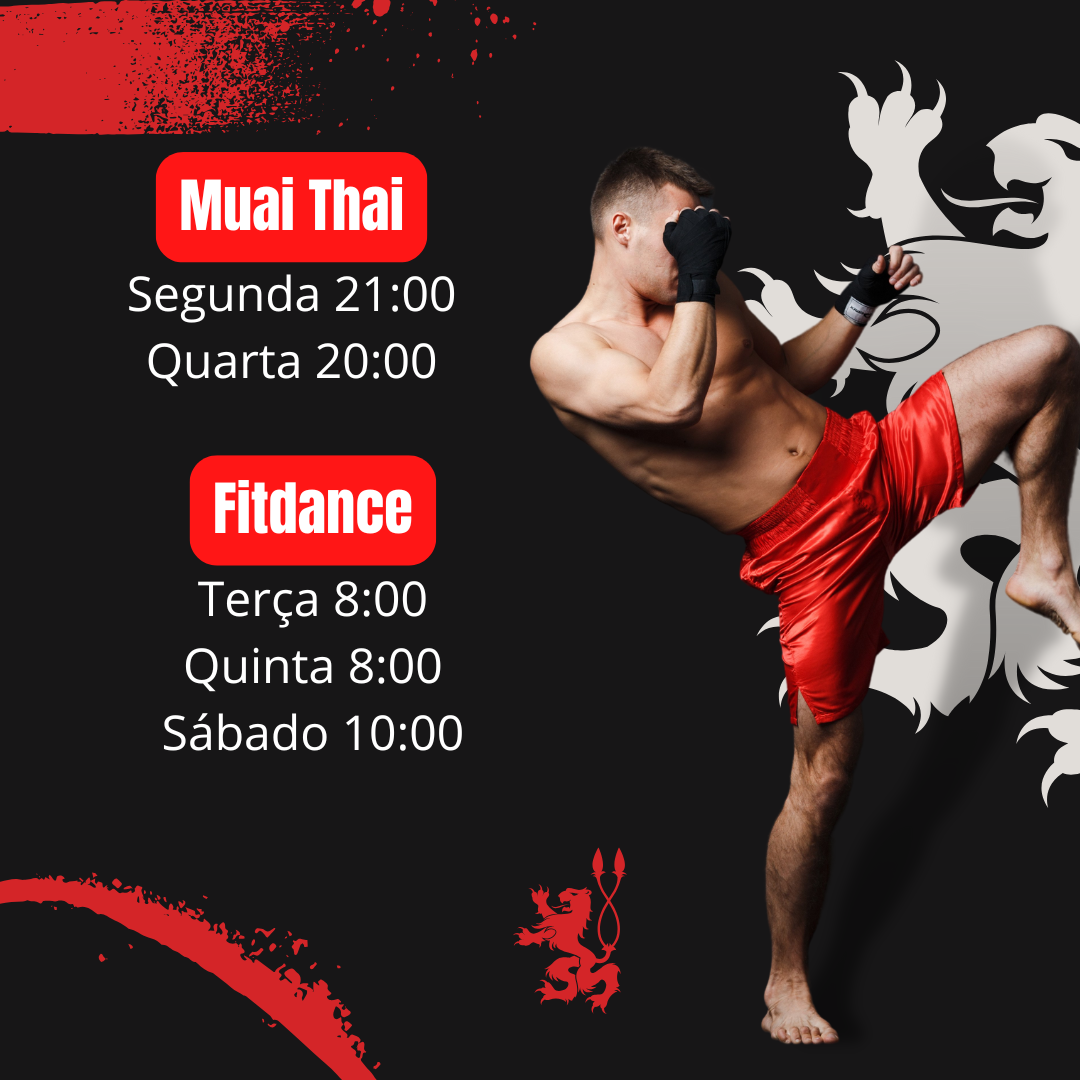 Muai Thai
Segunda 21:00
Quarta 20:00
Fitdance
Terça 8:00
Quinta 8:00
Sábado 10:00